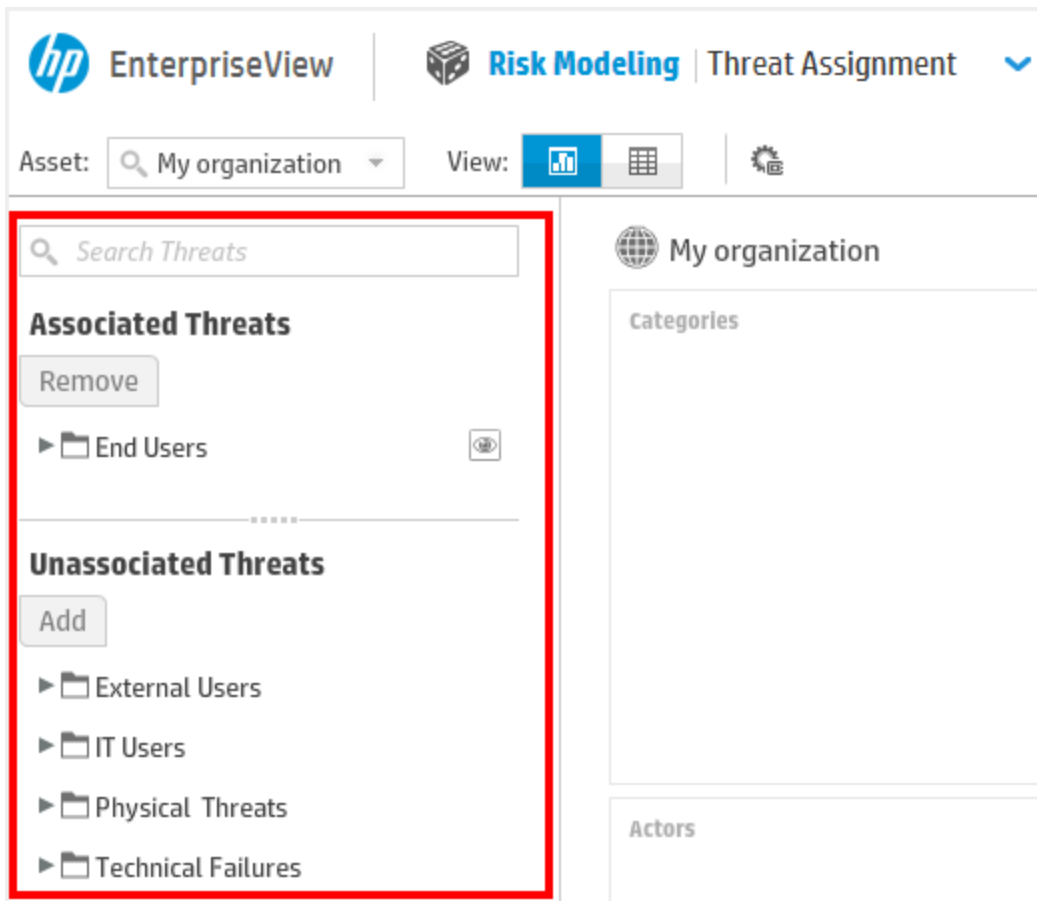 hp EnterpriseView Risk Modeling | Threat Assignment
Asset: My organization View:
Search Threats
My organization
Associated Threats
Categories
Remove
End Users
Unassociated Threats
Add
External Users
IT Users
Physical Threats
Actors
Technical Failures